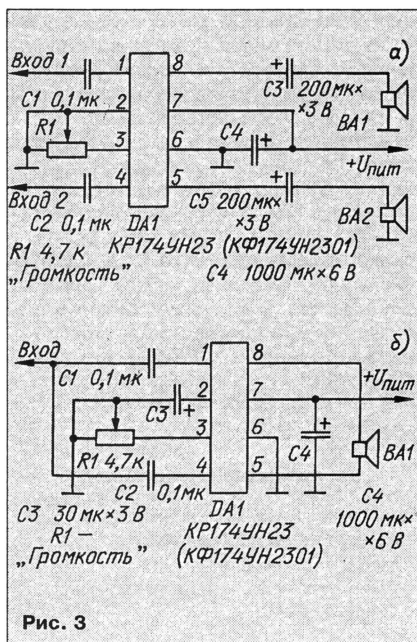 а)
Вход 1
1
8
C1 0,1 мк
2
7
C3
200 мк×
×3 В
BA1
R1
3
6
C4
+Uпит
Вход 2
4
5
C2 0,1 мк
DA1
C5 200 мк×
×3 В
BA2
R1 4,7 к
„Громкость"
КР174УН23 (КФ174УН2301)
C4 1000 мк×6 В
б)
Вход
1
8
C1 0,1 мк
2
7
+Uпит
C3
3
6
R1 4,7 к
4
5
C4
BA1
C2 0,1 мк
DA1
C3 30 мк×3 В
R1 —
„Громкость"
КР174УН23
(КФ174УН2301)
C4
1000 мк×
×6 В
Рис. 3